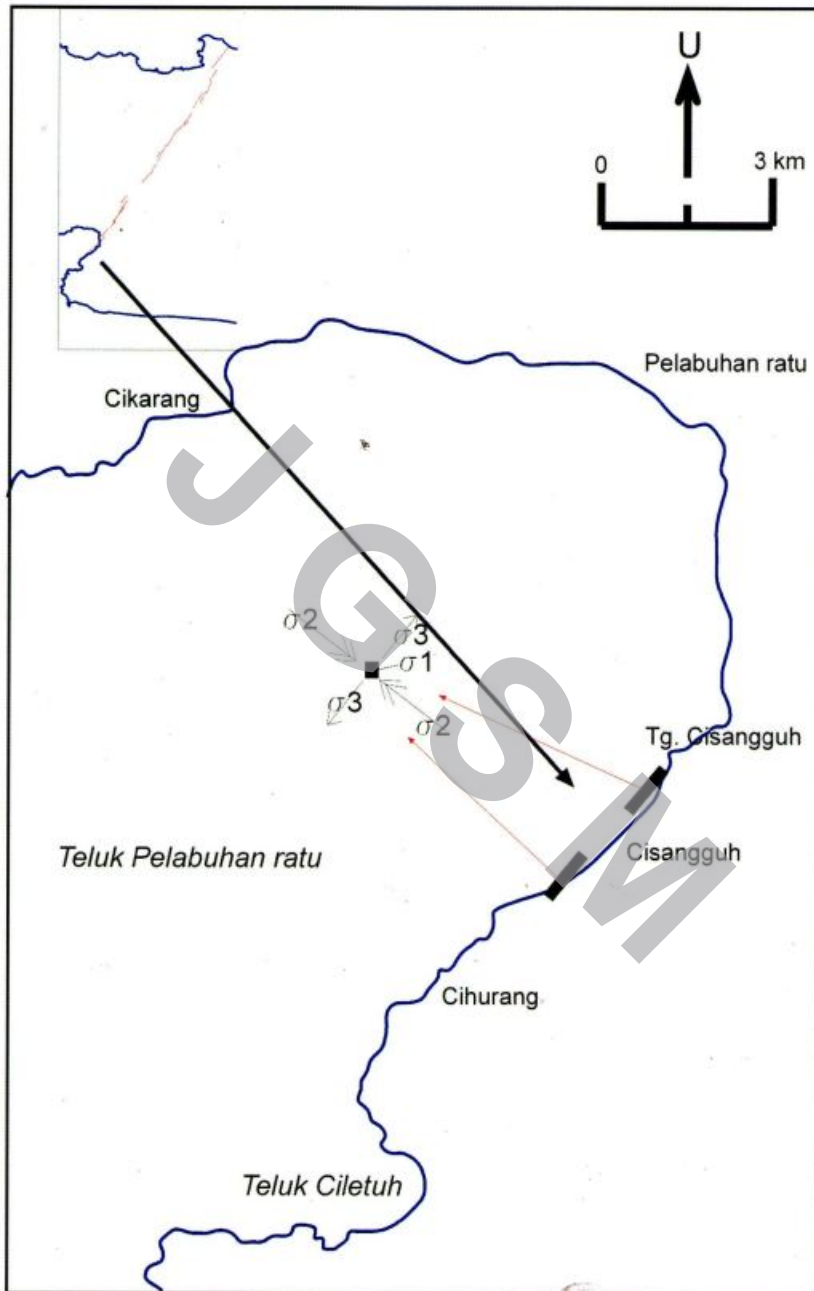 U
0 3 km
Pelabuhan ratu
Cikarang
σ2
σ3
σ1
σ3
σ2
Tg. Cisangguh
Teluk Pelabuhan ratu
Cisangguh
Cihurang
Teluk Ciletuh
J G S M